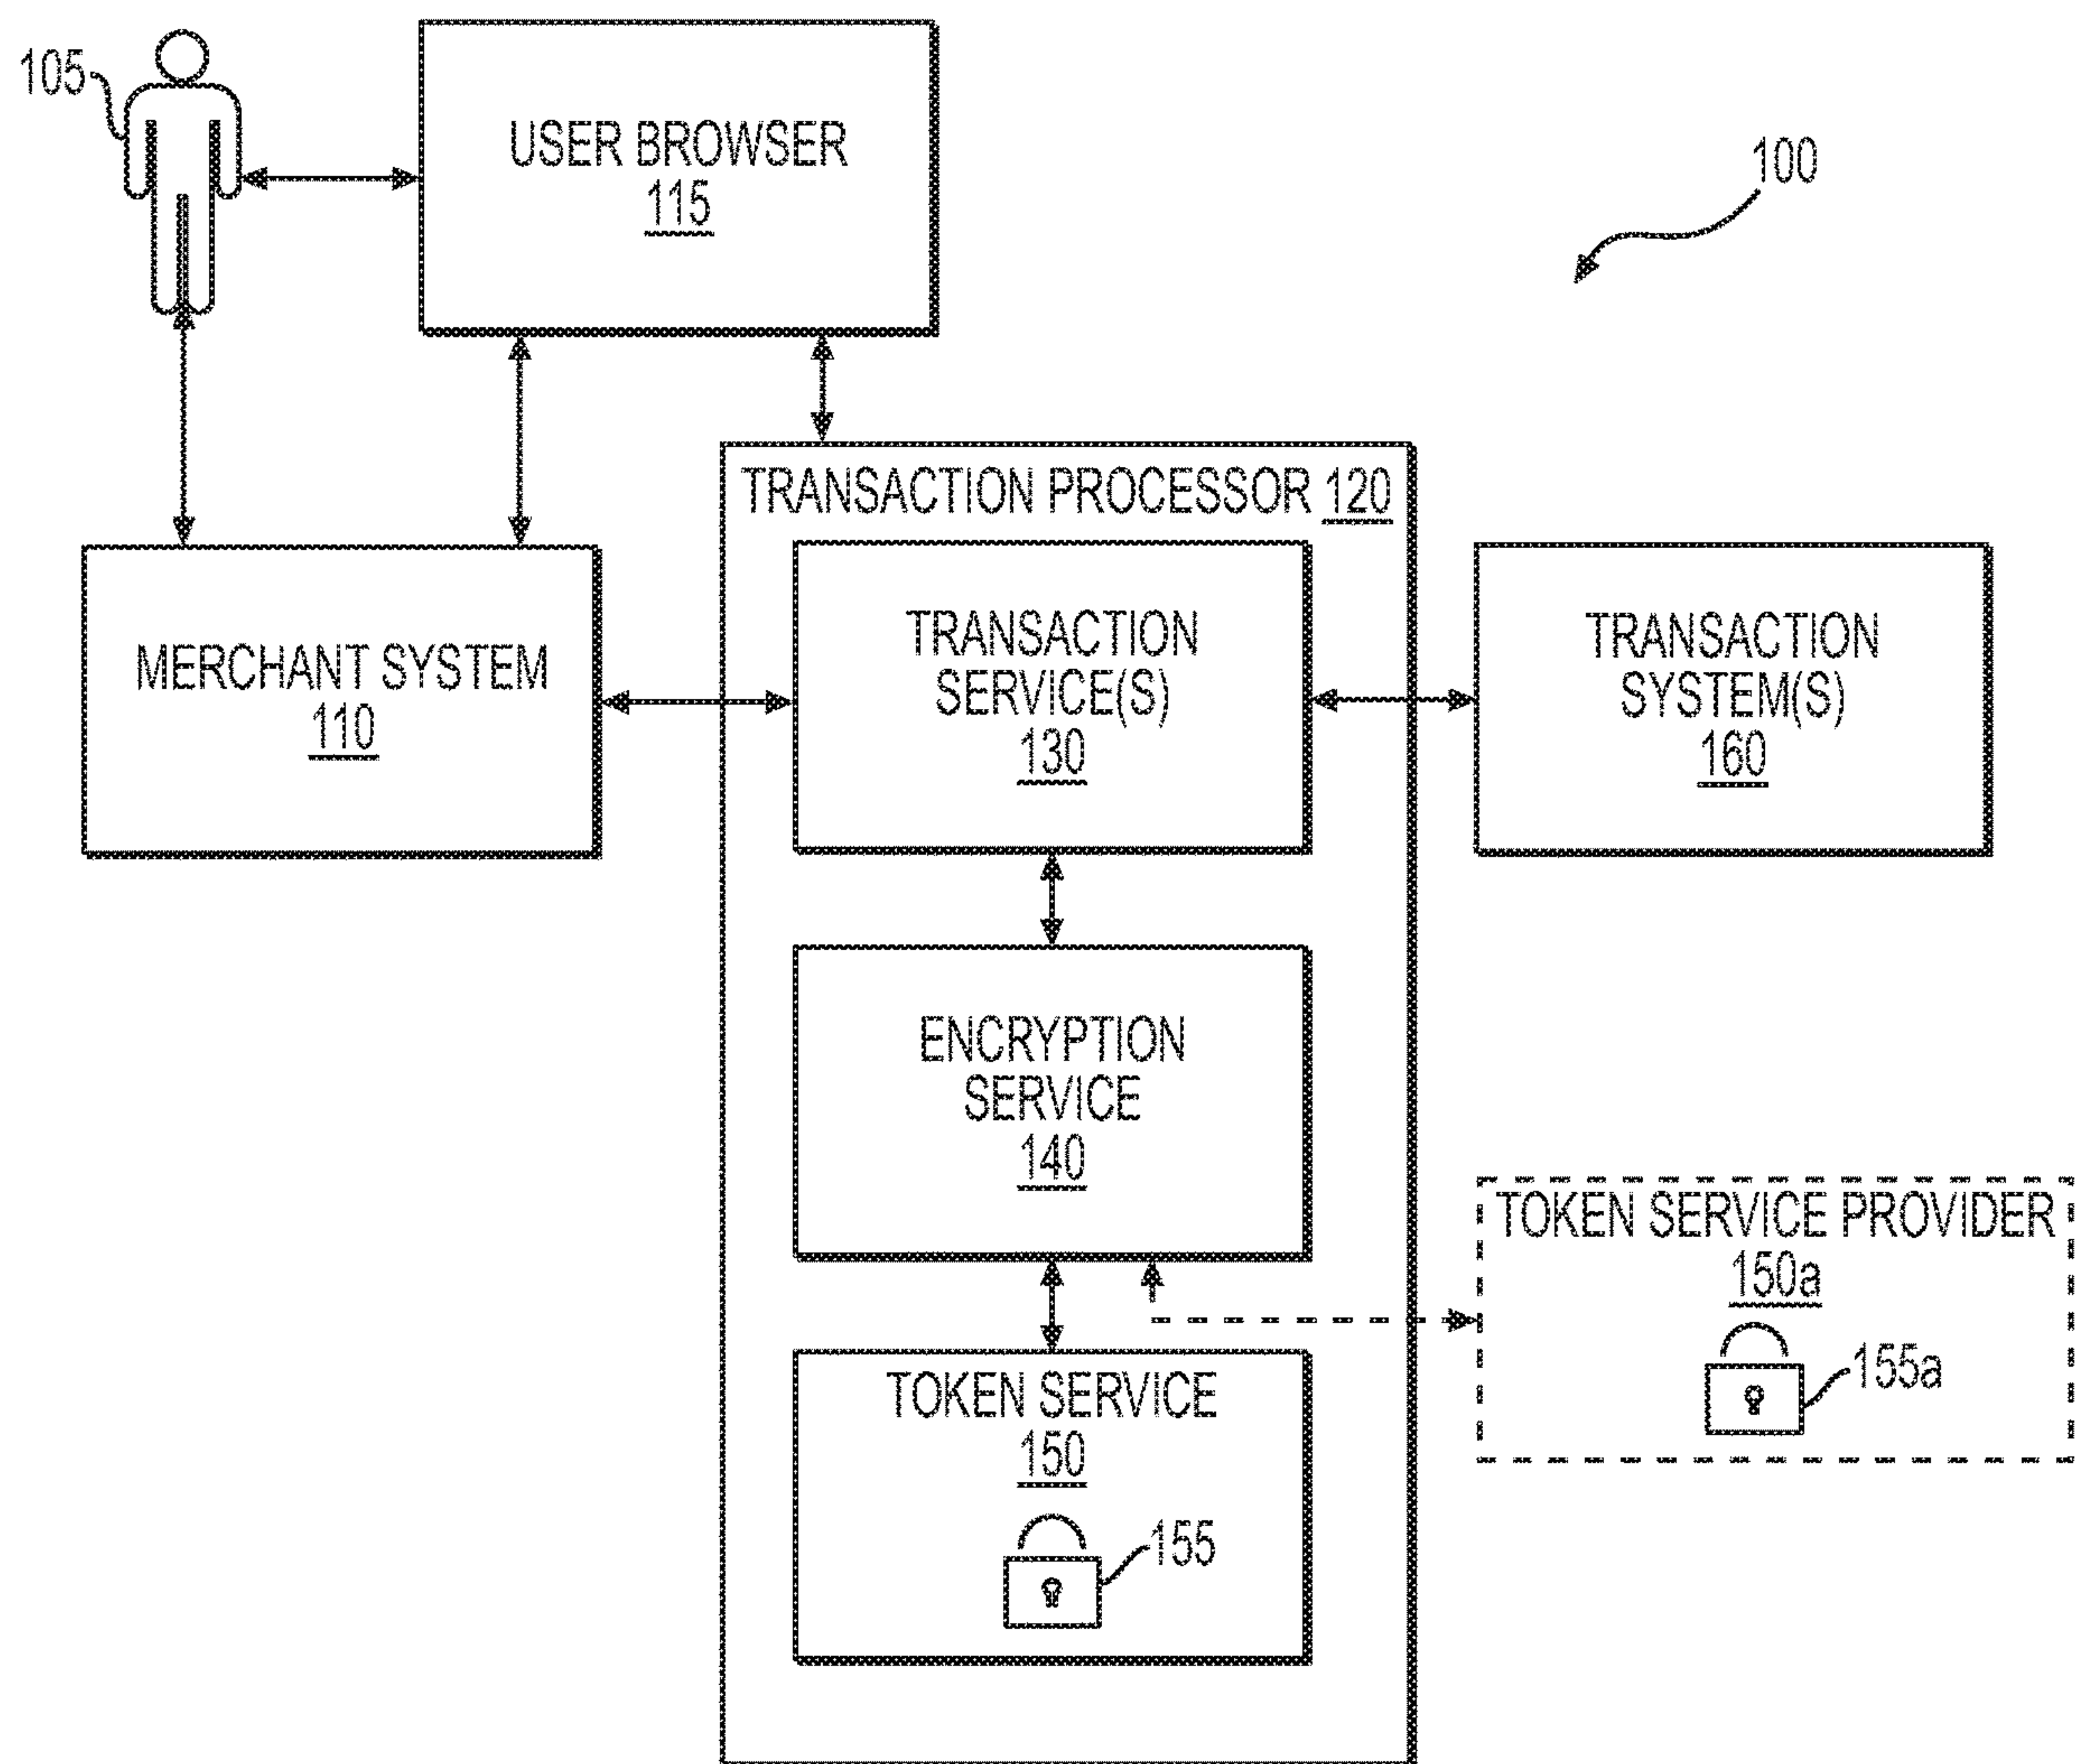 105
USER BROWSER
115
100
TRANSACTION PROCESSOR 120
MERCHANT SYSTEM
110
TRANSACTION
SERVICE(S)
130
TRANSACTION
SYSTEM(S)
160
ENCRYPTION
SERVICE
140
TOKEN SERVICE PROVIDER
150a
155a
TOKEN SERVICE
150
155